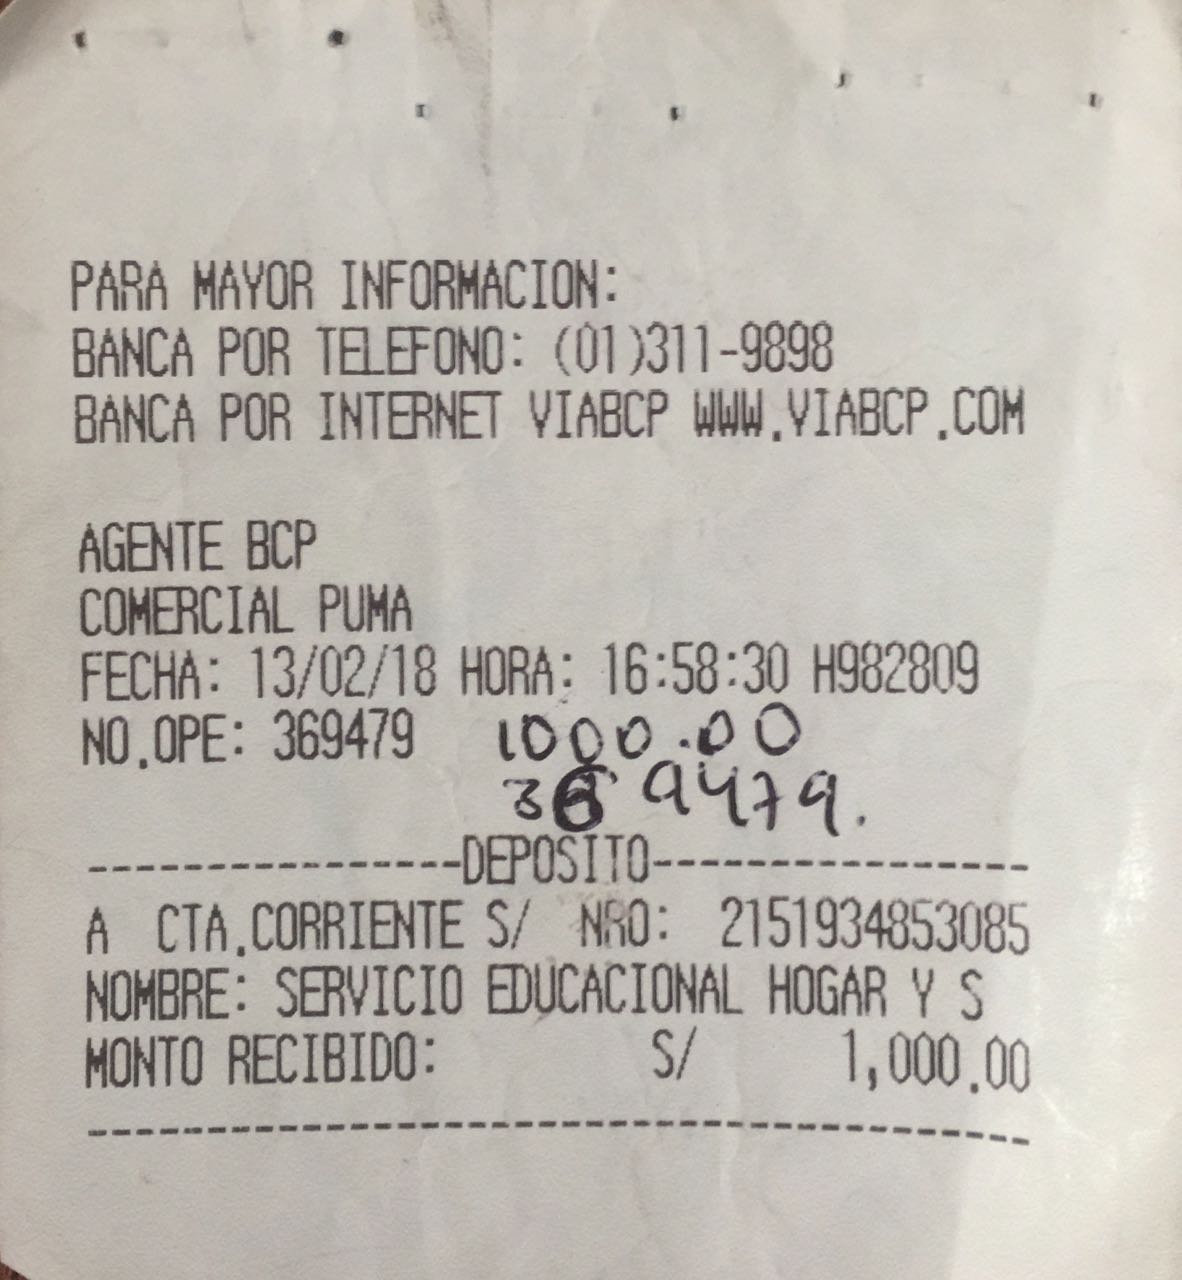 PARA MAYOR INFORMACION:
BANCA POR TELEFONO: (01)311-9898
BANCA POR INTERNET VIABCP WWW.VIABCP.COM
AGENTE BCP
COMERCIAL PUMA
FECHA: 13/02/18 HORA: 16:58:30 H982809
NO.OPE: 369479 1000.00
369479.
----------------DEPOSITO----------------
A CTA.CORRIENTE S/ NRO: 2151934853085
NOMBRE: SERVICIO EDUCACIONAL HOGAR Y S
MONTO RECIBIDO: S/ 1,000.00
----------------------------------------